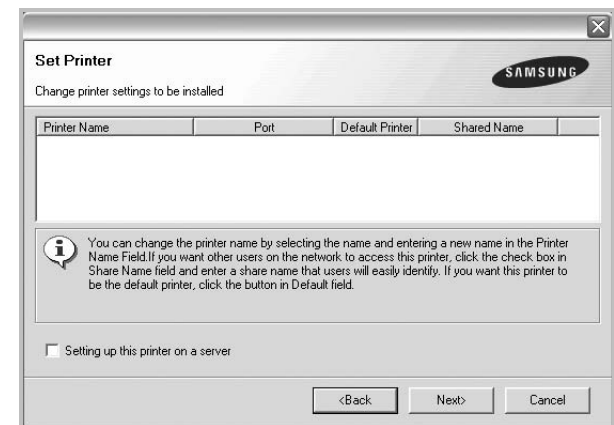 Set Printer
SAMSUNG
Change printer settings to be installed
Printer Name Port Default Printer Shared Name
You can change the printer name by selecting the name and entering a new name in the Printer
Name Field.If you want other users on the network to access this printer, click the check box in
Share Name field and enter a share name that users will easily identify. If you want this printer to
be the default printer, click the button in Default field.
Setting up this printer on a server
<Back Next> Cancel